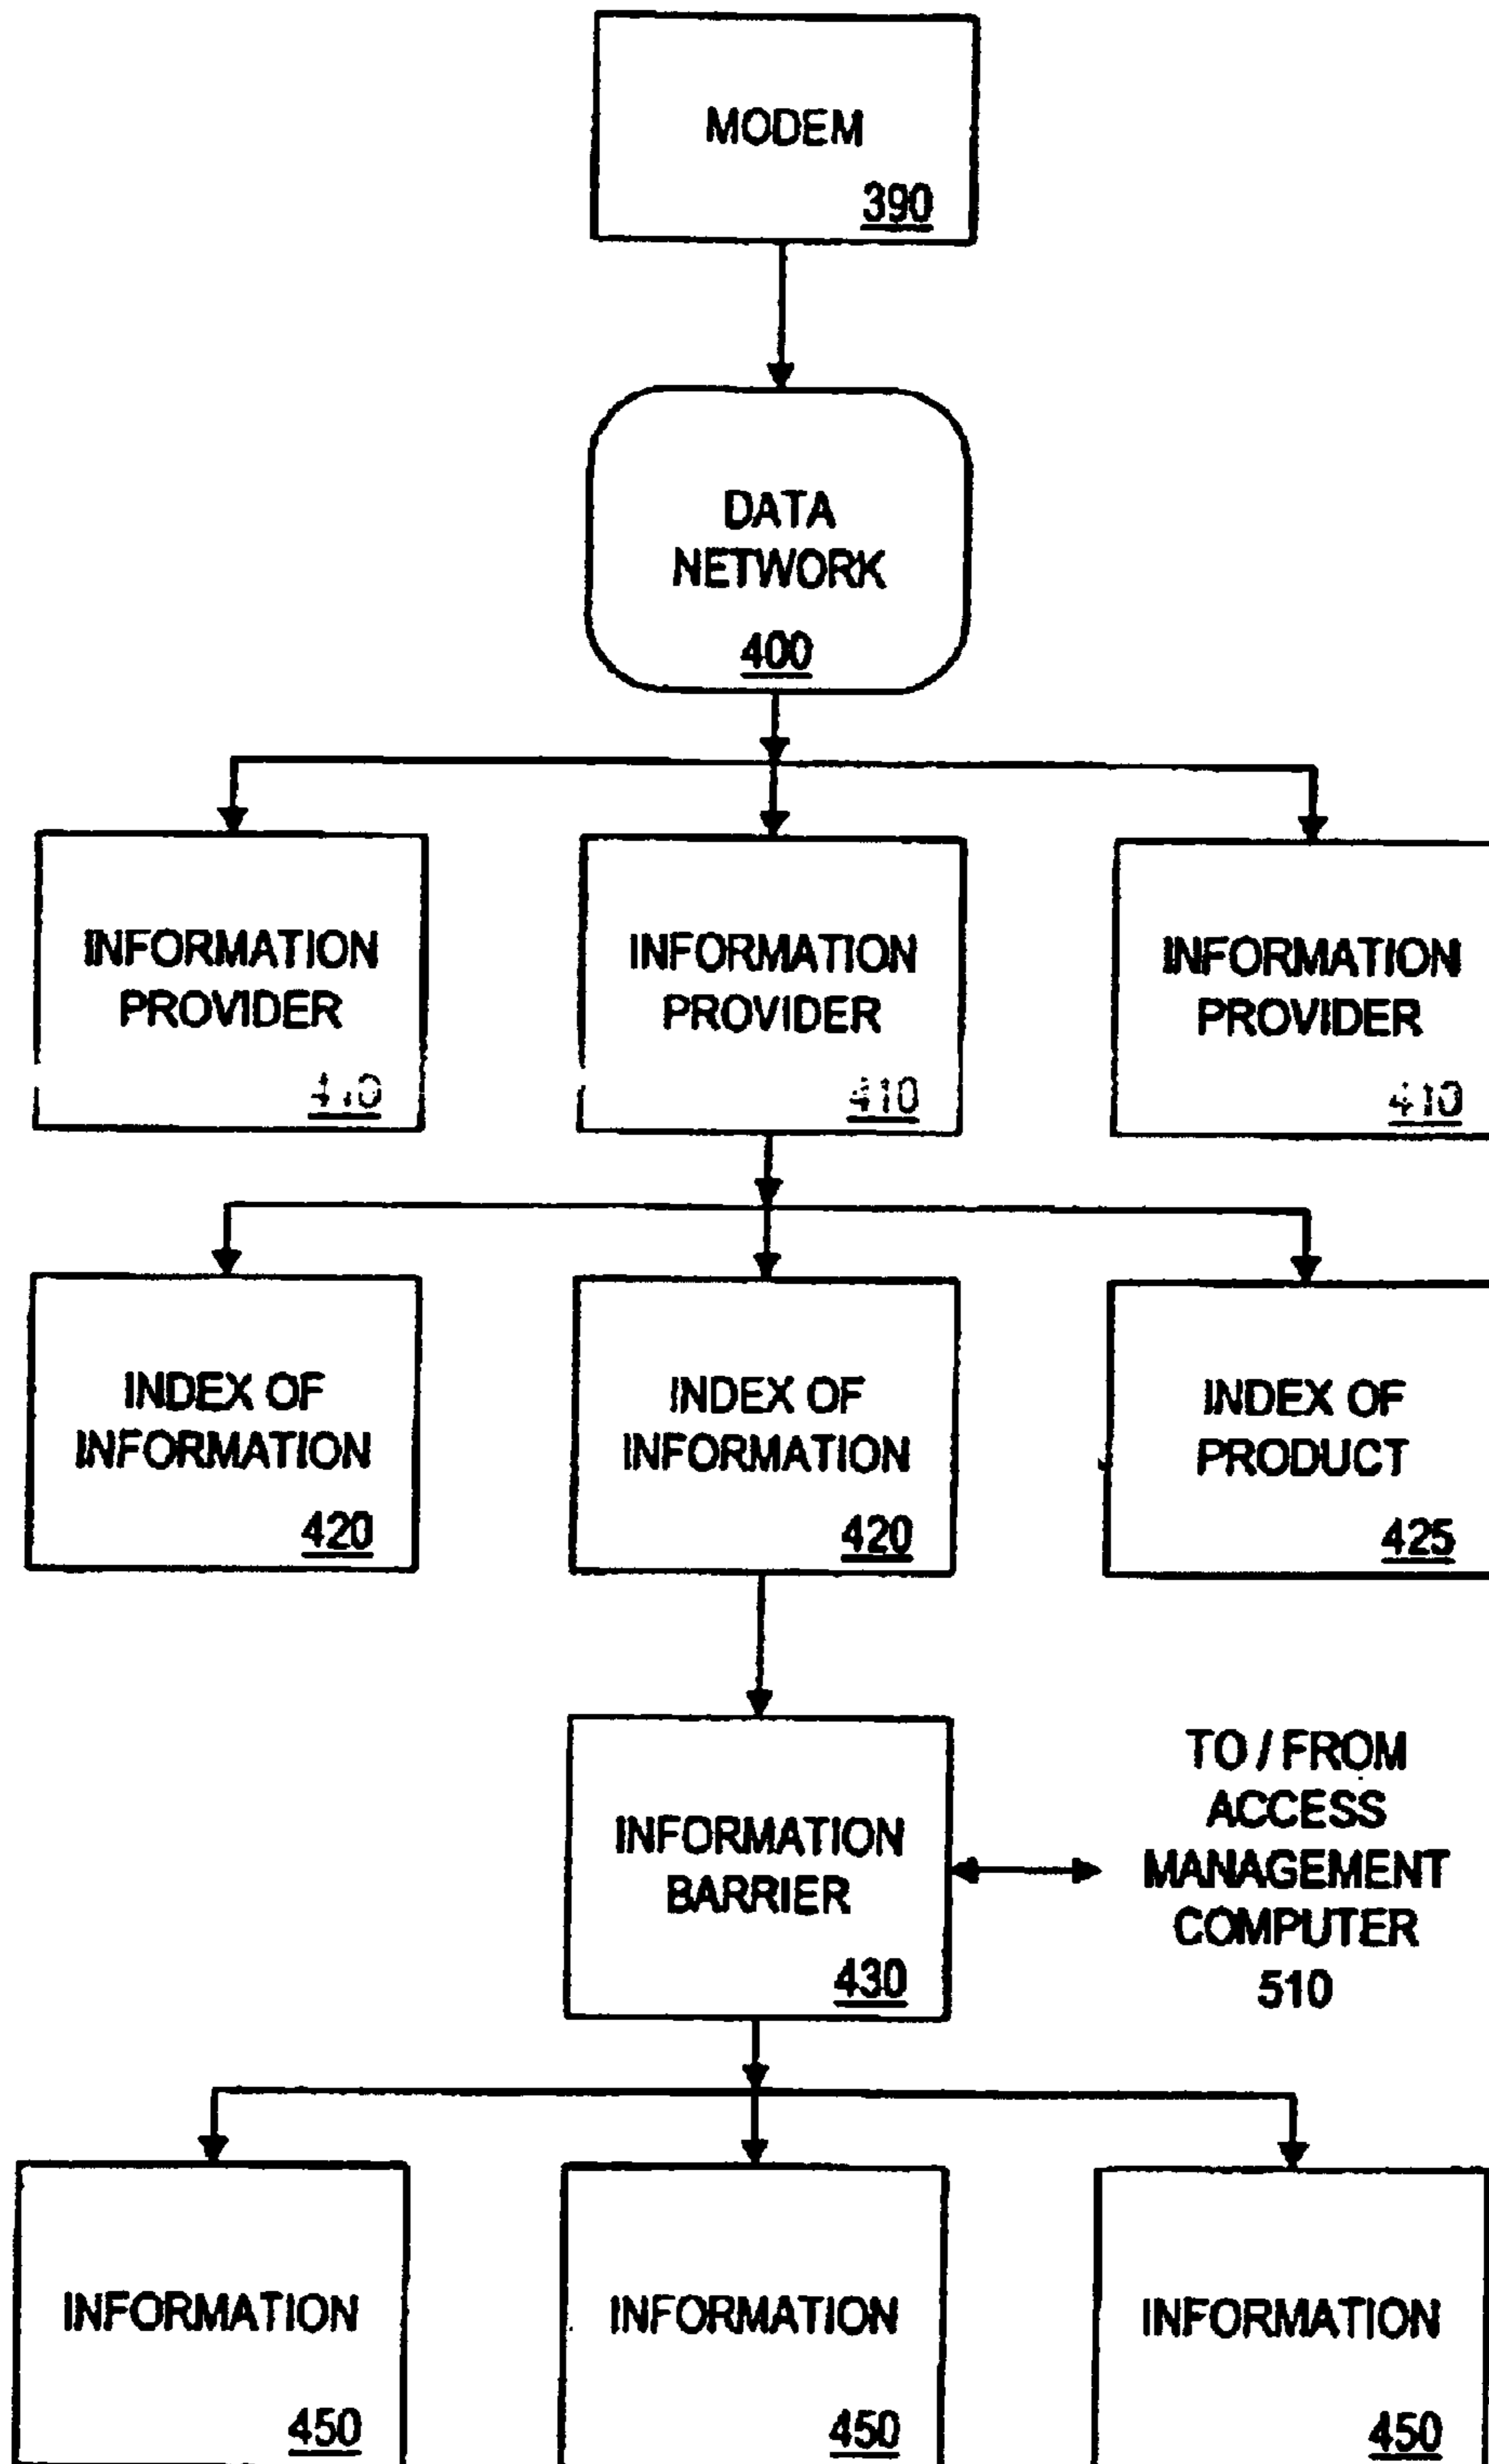 MODEM
390
DATA
NETWORK
400
INFORMATION
PROVIDER
410
INFORMATION
PROVIDER
410
INFORMATION
PROVIDER
410
INDEX OF
INFORMATION
420
INDEX OF
INFORMATION
420
INDEX OF
PRODUCT
425
INFORMATION
BARRIER
430
TO / FROM
ACCESS
MANAGEMENT
COMPUTER
510
INFORMATION
450
INFORMATION
450
INFORMATION
450